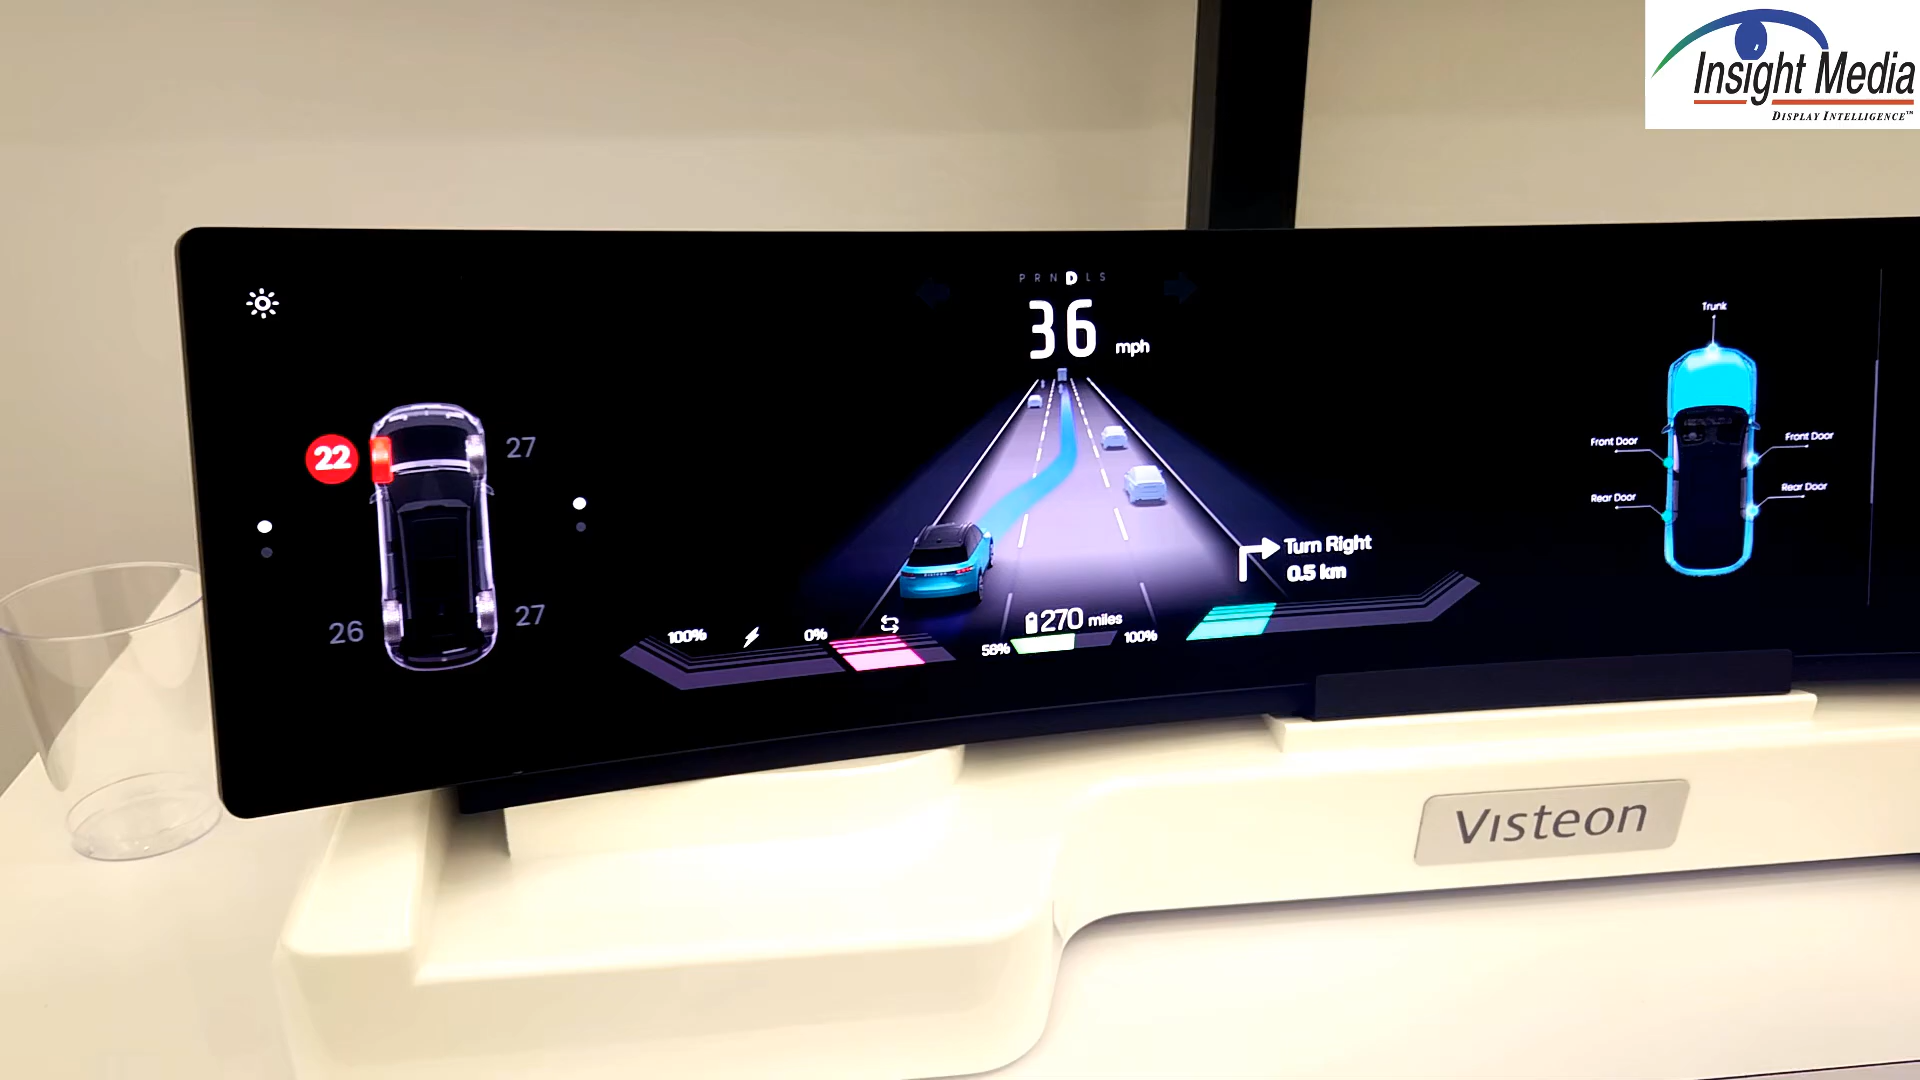 Insight Media
DISPLAY INTELLIGENCE™
P R N D L S
36 mph
22
27
26
27
Turn Right
0.5 km
100%
0%
270 miles
58%
100%
Trunk
Front Door
Front Door
Rear Door
Rear Door
Visteon